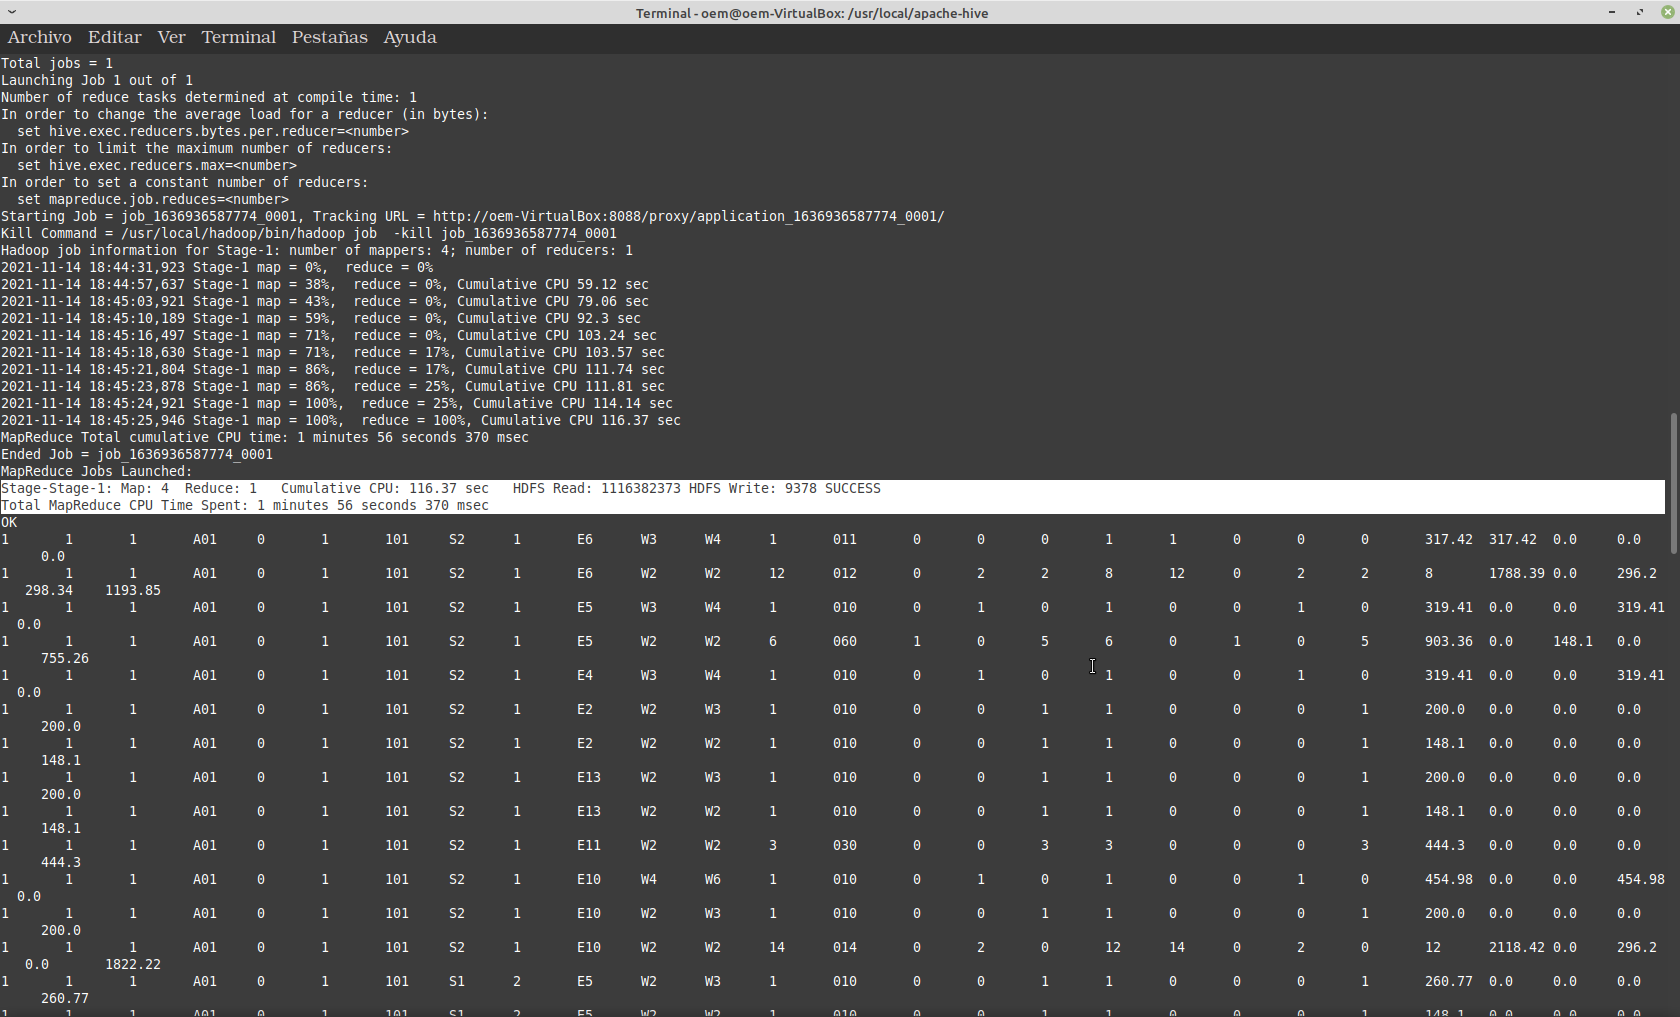 Terminal - oem@oem-VirtualBox: /usr/local/apache-hive
Archivo Editar Ver Terminal Pestañas Ayuda
Total jobs = 1
Launching Job 1 out of 1
Number of reduce tasks determined at compile time: 1
In order to change the average load for a reducer (in bytes):
  set hive.exec.reducers.bytes.per.reducer=<number>
In order to limit the maximum number of reducers:
  set hive.exec.reducers.max=<number>
In order to set a constant number of reducers:
  set mapreduce.job.reduces=<number>
Starting Job = job_1636936587774_0001, Tracking URL = http://oem-VirtualBox:8088/proxy/application_1636936587774_0001/
Kill Command = /usr/local/hadoop/bin/hadoop job  -kill job_1636936587774_0001
Hadoop job information for Stage-1: number of mappers: 4; number of reducers: 1
2021-11-14 18:44:31,923 Stage-1 map = 0%,  reduce = 0%
2021-11-14 18:44:57,637 Stage-1 map = 38%,  reduce = 0%, Cumulative CPU 59.12 sec
2021-11-14 18:45:03,921 Stage-1 map = 43%,  reduce = 0%, Cumulative CPU 79.06 sec
2021-11-14 18:45:10,189 Stage-1 map = 59%,  reduce = 0%, Cumulative CPU 92.3 sec
2021-11-14 18:45:16,497 Stage-1 map = 71%,  reduce = 0%, Cumulative CPU 103.24 sec
2021-11-14 18:45:18,630 Stage-1 map = 71%,  reduce = 17%, Cumulative CPU 103.57 sec
2021-11-14 18:45:21,804 Stage-1 map = 86%,  reduce = 17%, Cumulative CPU 111.74 sec
2021-11-14 18:45:23,878 Stage-1 map = 86%,  reduce = 25%, Cumulative CPU 111.81 sec
2021-11-14 18:45:24,921 Stage-1 map = 100%,  reduce = 25%, Cumulative CPU 114.14 sec
2021-11-14 18:45:25,946 Stage-1 map = 100%,  reduce = 100%, Cumulative CPU 116.37 sec
MapReduce Total cumulative CPU time: 1 minutes 56 seconds 370 msec
Ended Job = job_1636936587774_0001
MapReduce Jobs Launched:
Stage-Stage-1: Map: 4  Reduce: 1   Cumulative CPU: 116.37 sec   HDFS Read: 1116382373 HDFS Write: 9378 SUCCESS
Total MapReduce CPU Time Spent: 1 minutes 56 seconds 370 msec
OK
1 1 1 A01 0 1 101 S2 1 E6 W3 W4 1 011 0 0 0 1 1 0 0 0 317.42 317.42 0.0 0.0
0.0
1 1 1 A01 0 1 101 S2 1 E6 W2 W2 12 012 0 2 2 8 12 0 2 2 8 1788.39 0.0 296.2
298.34 1193.85
1 1 1 A01 0 1 101 S2 1 E5 W3 W4 1 010 0 1 0 1 0 0 1 0 319.41 0.0 0.0 319.41
0.0
1 1 1 A01 0 1 101 S2 1 E5 W2 W2 6 060 1 0 5 6 0 1 0 5 903.36 0.0 148.1 0.0
755.26
1 1 1 A01 0 1 101 S2 1 E4 W3 W4 1 010 0 1 0 1 0 0 1 0 319.41 0.0 0.0 319.41
0.0
1 1 1 A01 0 1 101 S2 1 E2 W2 W3 1 010 0 0 1 1 0 0 0 1 200.0 0.0 0.0 0.0
200.0
1 1 1 A01 0 1 101 S2 1 E2 W2 W2 1 010 0 0 1 1 0 0 0 1 148.1 0.0 0.0 0.0
148.1
1 1 1 A01 0 1 101 S2 1 E13 W2 W3 1 010 0 0 1 1 0 0 0 1 200.0 0.0 0.0 0.0
200.0
1 1 1 A01 0 1 101 S2 1 E13 W2 W2 1 010 0 0 1 1 0 0 0 1 148.1 0.0 0.0 0.0
148.1
1 1 1 A01 0 1 101 S2 1 E11 W2 W2 3 030 0 0 3 3 0 0 0 3 444.3 0.0 0.0 0.0
444.3
1 1 1 A01 0 1 101 S2 1 E10 W4 W6 1 010 0 1 0 1 0 0 1 0 454.98 0.0 0.0 454.98
0.0
1 1 1 A01 0 1 101 S2 1 E10 W2 W3 1 010 0 0 1 1 0 0 0 1 200.0 0.0 0.0 0.0
200.0
1 1 1 A01 0 1 101 S2 1 E10 W2 W2 14 014 0 2 0 12 14 0 2 0 12 2118.42 0.0 296.2
0.0 1822.22
1 1 1 A01 0 1 101 S1 2 E5 W2 W3 1 010 0 0 1 1 0 0 0 1 260.77 0.0 0.0 0.0
260.77
1 1 1 A01 0 1 101 S1 2 E5 W2 W2 1 010 0 0 1 1 0 0 0 1 148.1 0.0 0.0 0.0